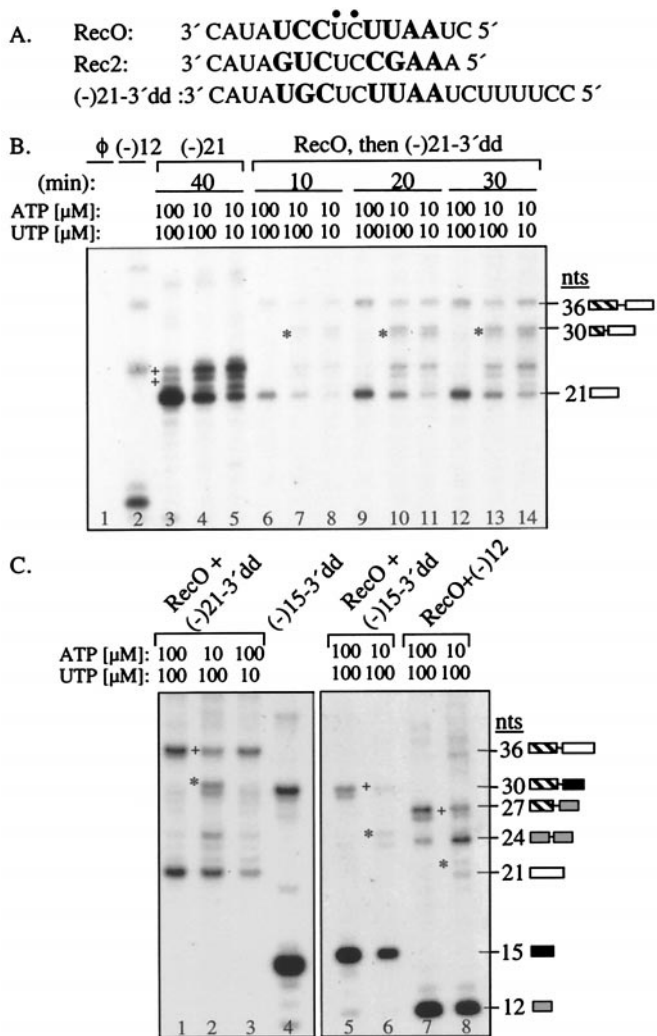 A.
RecO: 3´ CAUAUCCUCUUAAUC 5´
Rec2: 3´ CAUAGUCUCCGAAA 5´
(-)21-3´dd :3´ CAUAUGCUCUUAAUCUUUUCC 5´
B. ϕ (-)12 (-)21 RecO, then (-)21-3´dd
(min): 40 10 20 30
ATP [µM]: 100 10 10 100 10 10 100 10 10 100 10 10
UTP [µM]: 100 100 10 100 100 10 100 100 10 100 100 10
nts
36
* * * 30
+
+
21
1 2 3 4 5 6 7 8 9 10 11 12 13 14
C.
RecO + (-)21-3´dd (-)15-3´dd RecO + (-)15-3´dd RecO+(-)12
ATP [µM]: 100 10 100 100 10 100 10
UTP [µM]: 100 100 10 100 100 100 100
nts
+ 36
* + 30
+ 27
* 24
* 21
15
12
1 2 3 4 5 6 7 8